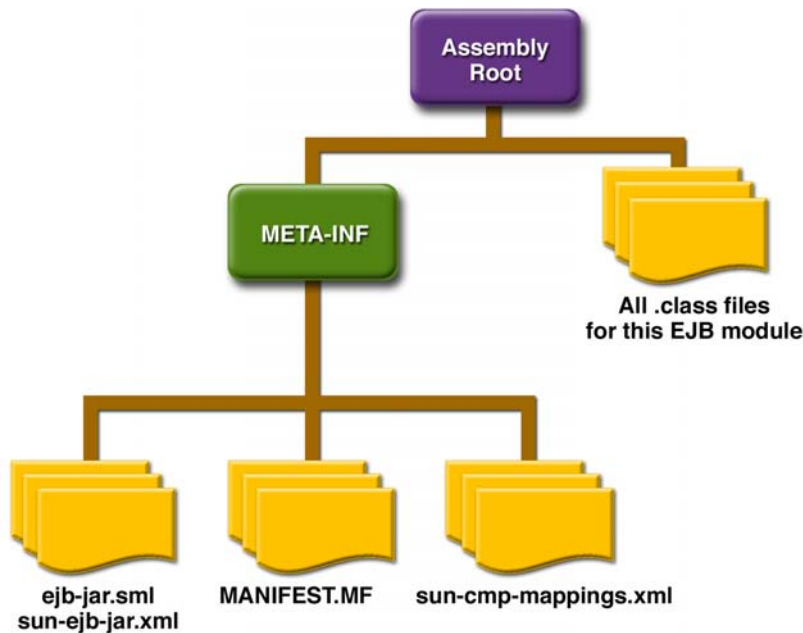 Assembly
Root
META-INF
All .class files
for this EJB module
ejb-jar.sml
sun-ejb-jar.xml
MANIFEST.MF
sun-cmp-mappings.xml